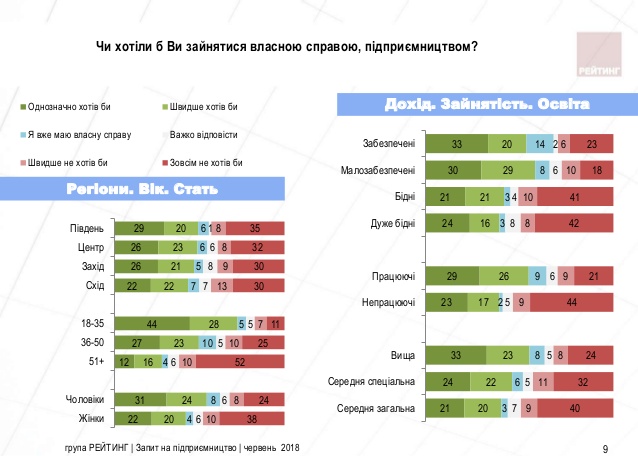 Чи хотіли б Ви зайнятися власною справою, підприємництвом?
РЕЙТИНГ
Однозначно хотів би Швидше хотів би
Я вже маю власну справу Важко відповісти
Швидше не хотів би Зовсім не хотів би
Регіони. Вік. Стать
Південь 29 20 6 1 8 35
Центр 26 23 6 6 8 32
Захід 26 21 5 8 9 30
Схід 22 22 7 7 13 30
18-35 44 28 5 5 7 11
36-50 27 23 10 5 10 25
51+ 12 16 4 6 10 52
Чоловіки 31 24 8 6 8 24
Жінки 22 20 4 6 10 38
Дохід. Зайнятість. Освіта
Забезпечені 33 20 14 2 6 23
Малозабезпечені 30 29 8 6 10 18
Бідні 21 21 3 4 10 41
Дуже бідні 24 16 3 8 8 42
Працюючі 29 26 9 6 9 21
Непрацюючі 23 17 2 5 9 44
Вища 33 23 8 5 8 24
Середня спеціальна 24 22 6 5 11 32
Середня загальна 21 20 3 7 9 40
група РЕЙТИНГ | Запит на підприємництво | червень 2018
9